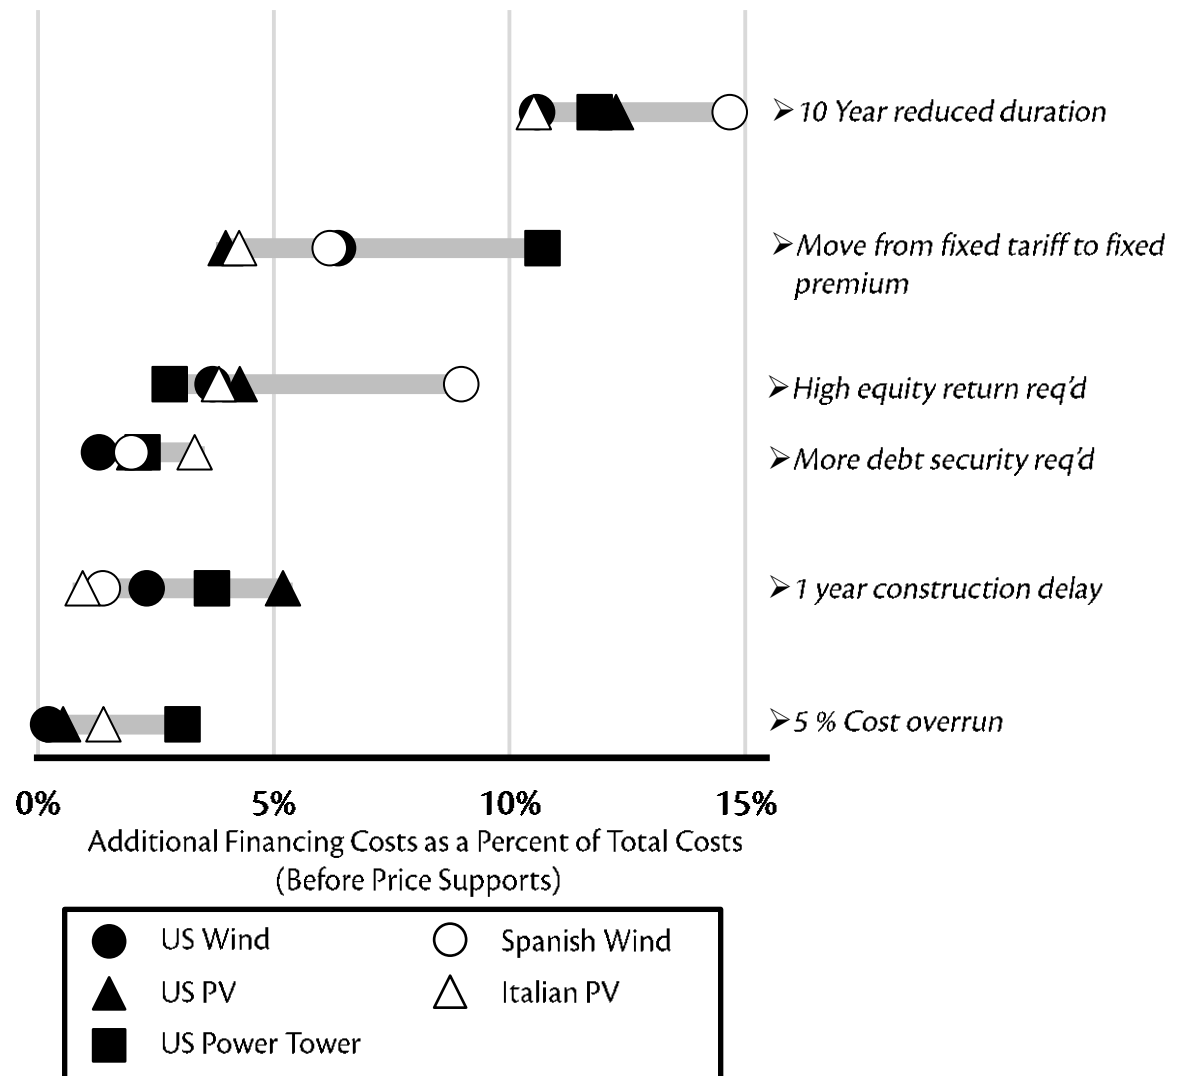 ➢ 10 Year reduced duration
➢ Move from fixed tariff to fixed
premium
➢ High equity return req'd
➢ More debt security req'd
➢ 1 year construction delay
➢ 5 % Cost overrun
0% 5% 10% 15%
Additional Financing Costs as a Percent of Total Costs
(Before Price Supports)
US Wind Spanish Wind
US PV Italian PV
US Power Tower